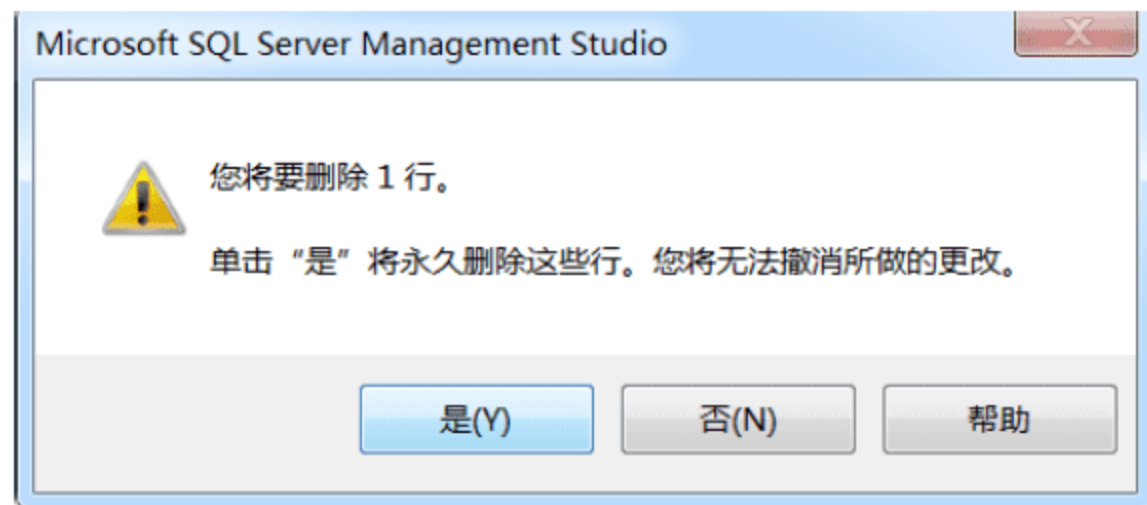 Microsoft SQL Server Management Studio
您将要删除 1 行。
单击“是”将永久删除这些行。您将无法撤消所做的更改。
是(Y) 否(N) 帮助